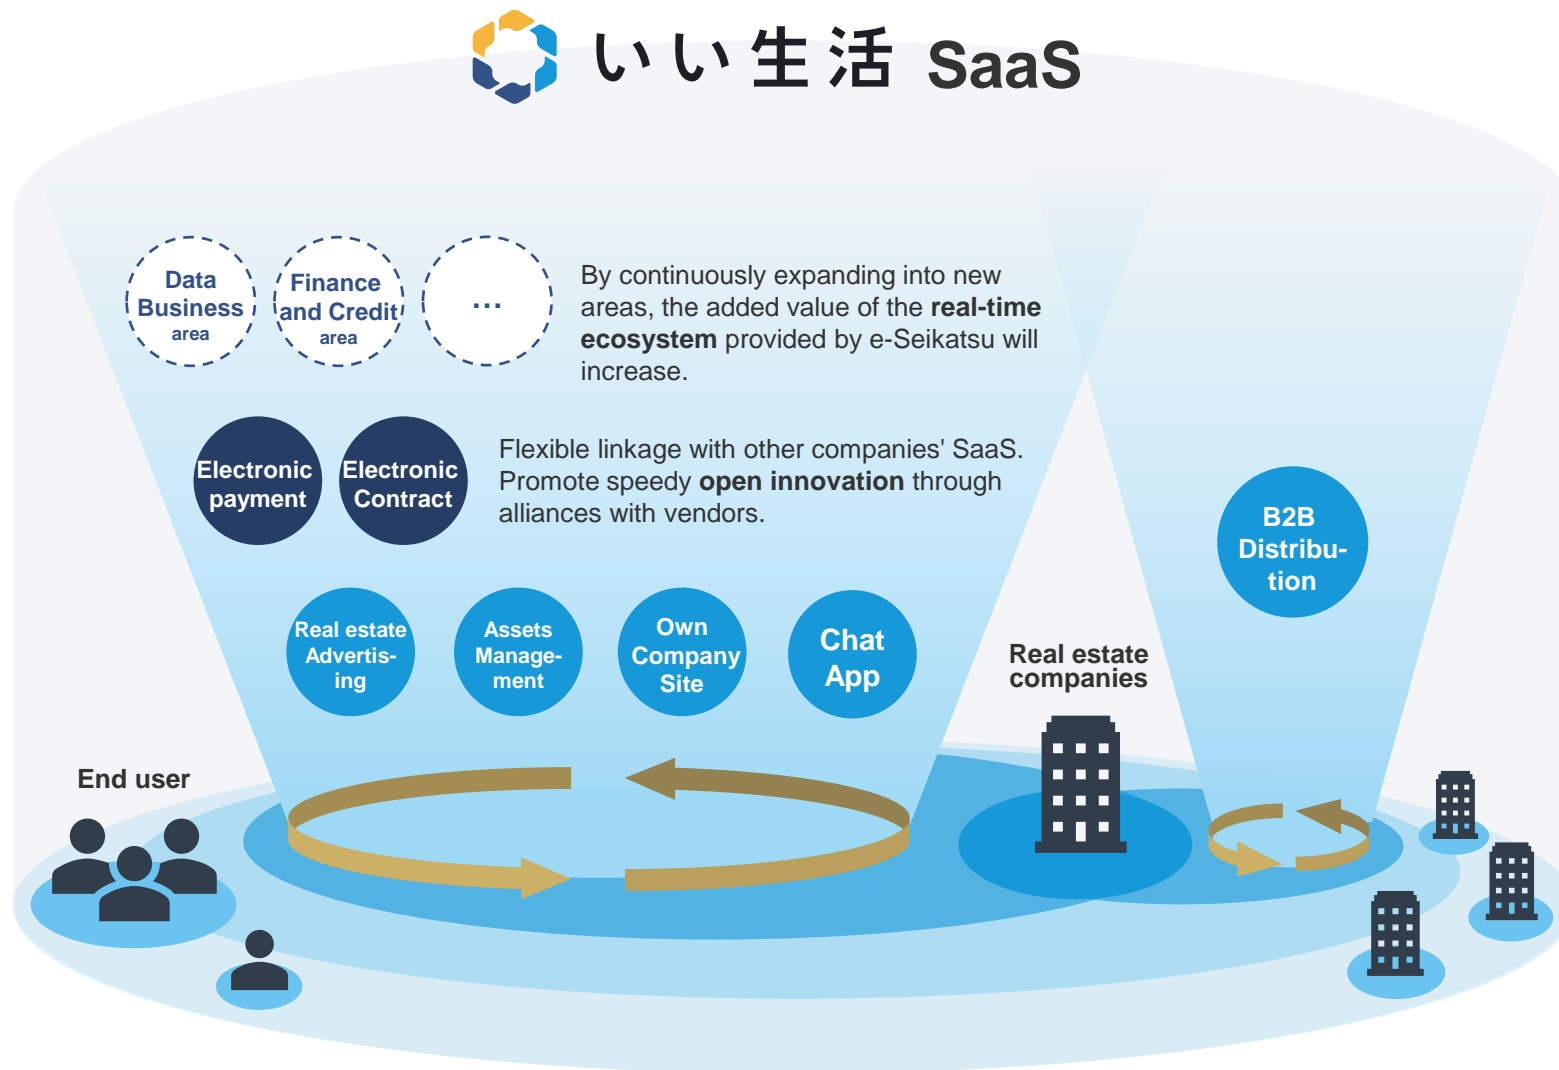 いい生活 SaaS
Data
Business
area
Finance
and Credit
area
...
By continuously expanding into new
areas, the added value of the real-time
ecosystem provided by e-Seikatsu will
increase.
Electronic
payment
Electronic
Contract
Flexible linkage with other companies' SaaS.
Promote speedy open innovation through
alliances with vendors.
B2B
Distribu-
tion
Real estate
Advertis-
ing
Assets
Manage-
ment
Own
Company
Site
Chat
App
Real estate
companies
End user